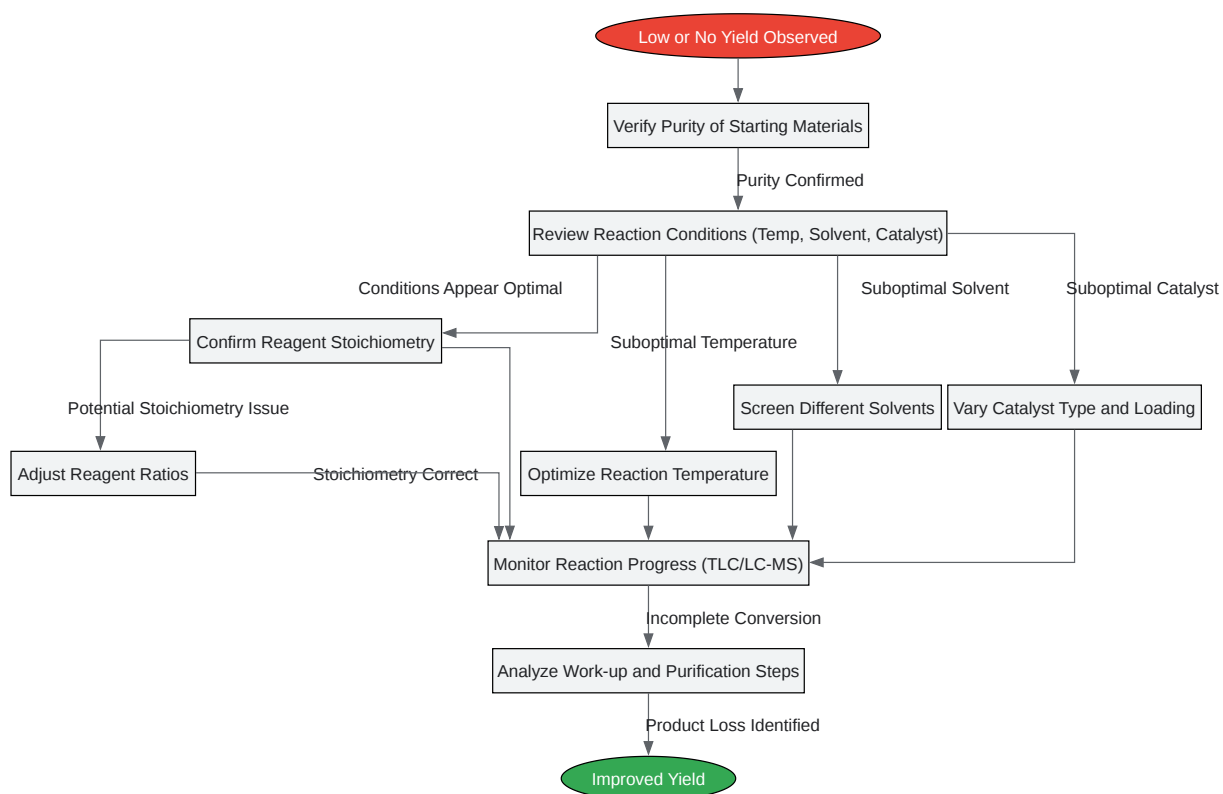 Low or No Yield Observed
Verify Purity of Starting Materials
Purity Confirmed
Review Reaction Conditions (Temp, Solvent, Catalyst)
Conditions Appear Optimal
Suboptimal Solvent
Suboptimal Catalyst
Confirm Reagent Stoichiometry
Suboptimal Temperature
Potential Stoichiometry Issue
Screen Different Solvents
Vary Catalyst Type and Loading
Adjust Reagent Ratios
Stoichiometry Correct
Optimize Reaction Temperature
Monitor Reaction Progress (TLC/LC-MS)
Incomplete Conversion
Analyze Work-up and Purification Steps
Product Loss Identified
Improved Yield